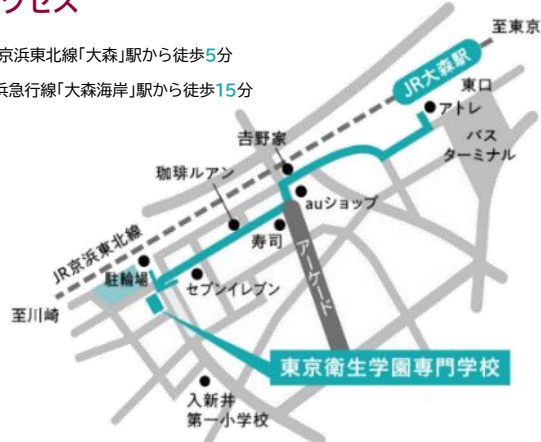 クセス
京浜東北線「大森」駅から徒歩5分
浜急行線「大森海岸」駅から徒歩15分
至東京
JR大森駅
東口
アトレ
バス
ターミナル
吉野家
珈琲ルアン
auショップ
寿司
アーケード
JR京浜東北線
駐輪場
セブンイレブン
至川崎
東京衛生学園専門学校
入新井
第一小学校